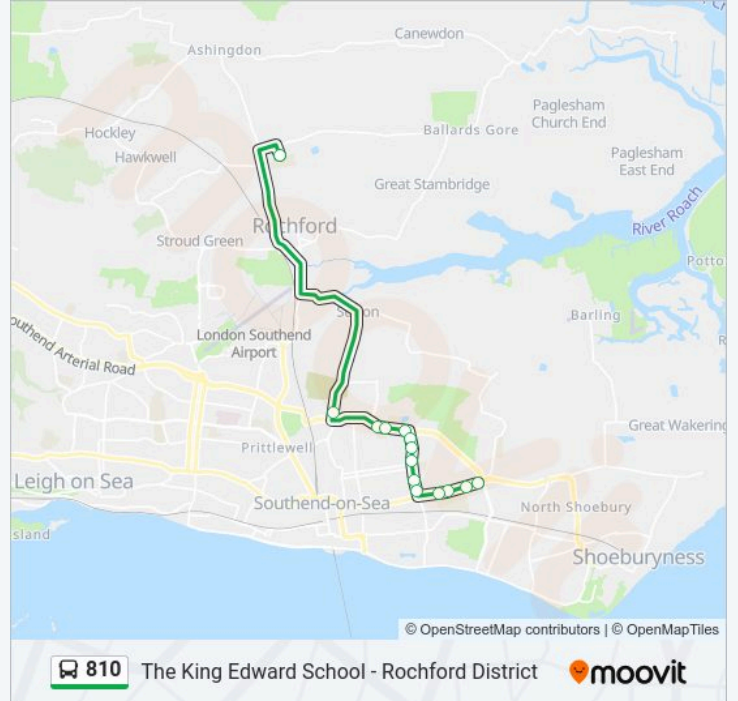 Canewdon
Ashingdon
Paglesham
Church End
Hockley
Ballards Gore
Hawkwell
Paglesham
East End
Great Stambridge
River Roach
Rochford
Stroud Green
Potto
Barling
London Southend
Airport
outhend Arterial Road
Great Wakering
Prittlewell
Leigh on Sea
Southend-on-Sea
North Shoebury
sland
Shoeburyness
© OpenStreetMap contributors | © OpenMapTiles
810 The King Edward School - Rochford District moovit